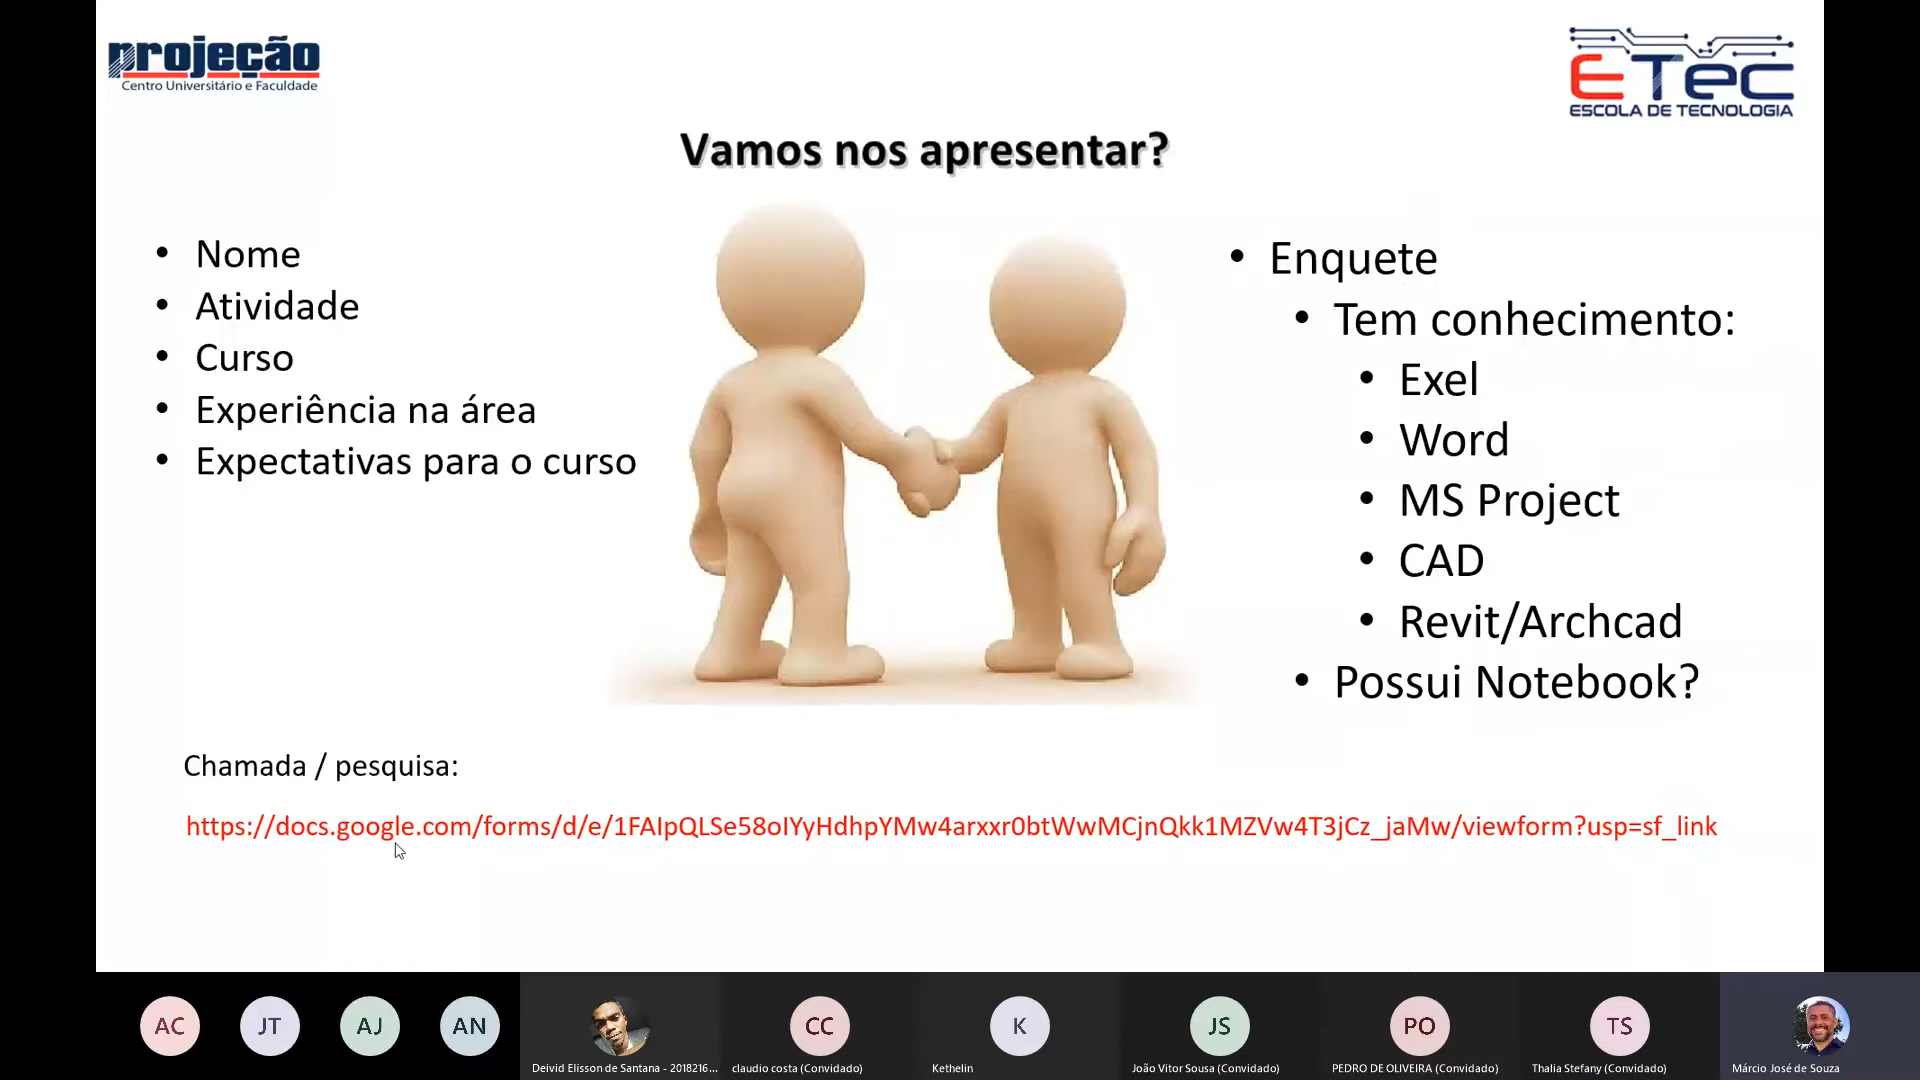 projeção
Centro Universitário e Faculdade
ETec
ESCOLA DE TECNOLOGIA
Vamos nos apresentar?
• Nome
• Atividade
• Curso
• Experiência na área
• Expectativas para o curso
• Enquete
• Tem conhecimento:
• Exel
• Word
• MS Project
• CAD
• Revit/Archcad
• Possui Notebook?
Chamada / pesquisa:
https://docs.google.com/forms/d/e/1FAIpQLSe58oIYyHdhpYMw4arxxr0btWwMCjnQkk1MZVw4T3jCz_jaMw/viewform?usp=sf_link
AC
JT
AJ
AN
CC
K
JS
PO
TS
Deivid Elisson de Santana - 2018216...
claudio costa (Convidado)
Kethelin
João Vitor Sousa (Convidado)
PEDRO DE OLIVEIRA (Convidado)
Thalia Stefany (Convidado)
Márcio José de Souza